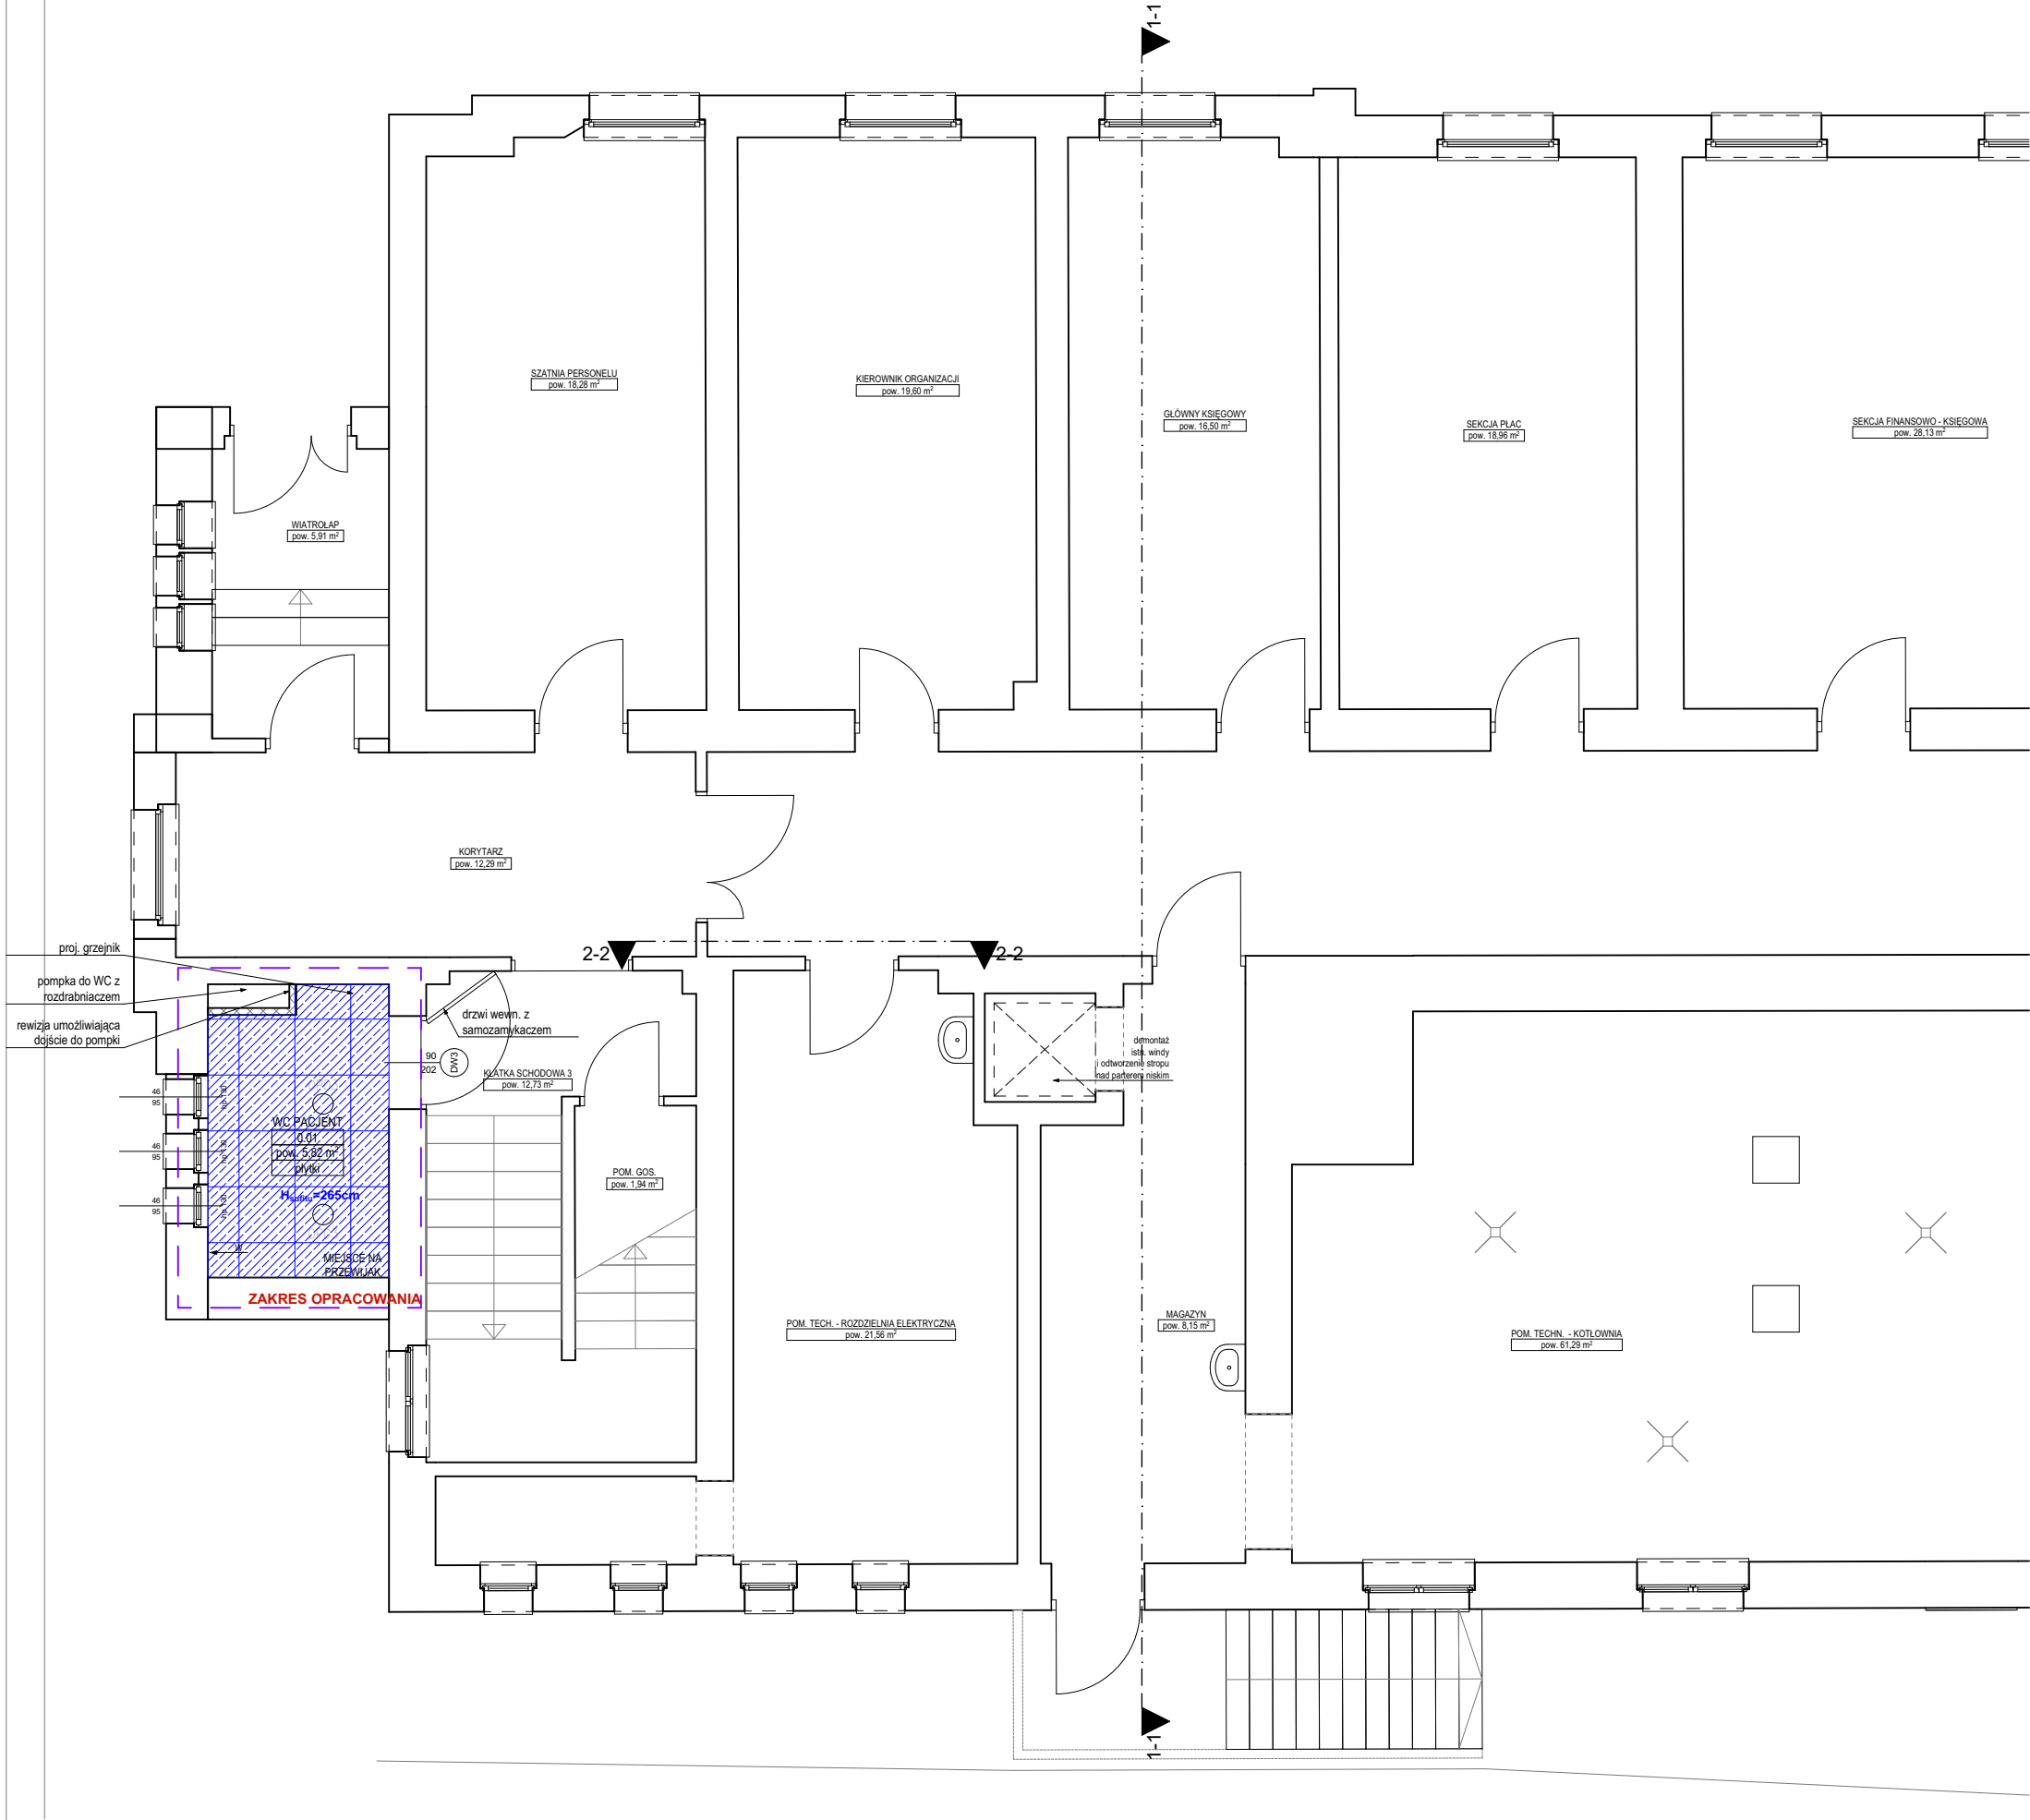 1-1
SZATNIA PERSONELU
pow. 18,28 m²
KIEROWNIK ORGANIZACJI
pow. 19,60 m²
GŁÓWNY KSIĘGOWY
pow. 16,50 m²
SEKCJA PŁAC
pow. 18,96 m²
SEKCJA FINANSOWO - KSIĘGOWA
pow. 28,13 m²
WIATROŁAP
pow. 5,91 m²
KORYTARZ
pow. 12,29 m²
2-2
2-2
proj. grzejnik
pompka do WC z
rozdrabniaczem
rewizja umożliwiająca
dojście do pompki
drzwi wewn. z
samozamykaczem
90
202
DW3
KLATKA SCHODOWA 3
pow. 12,73 m²
demontaż
istn. windy
i odtworzenie stropu
nad parterem niskim
46
95
46
95
46
95
WC PACJENT
0.01
pow. 5,82 m²
płytki
H sufitu=265cm
W
MIEJSCE NA
PRZEWIJAK
ZAKRES OPRACOWANIA
POM. GOS.
pow. 1,94 m²
POM. TECH. - ROZDZIELNIA ELEKTRYCZNA
pow. 21,56 m²
MAGAZYN
pow. 8,15 m²
POM. TECHN. - KOTŁOWNIA
pow. 61,29 m²
1-1